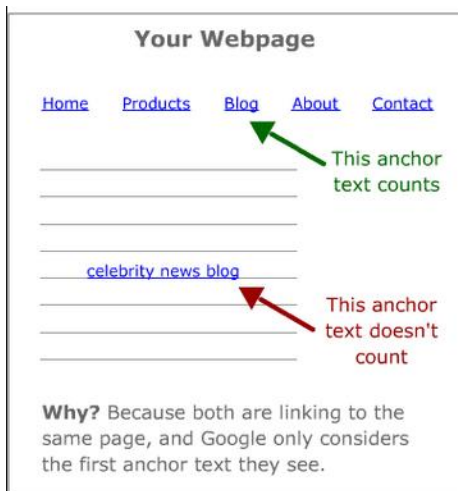 Your Webpage
Home Products Blog About Contact
This anchor
text counts
celebrity news blog
This anchor
text doesn't
count
Why? Because both are linking to the
same page, and Google only considers
the first anchor text they see.